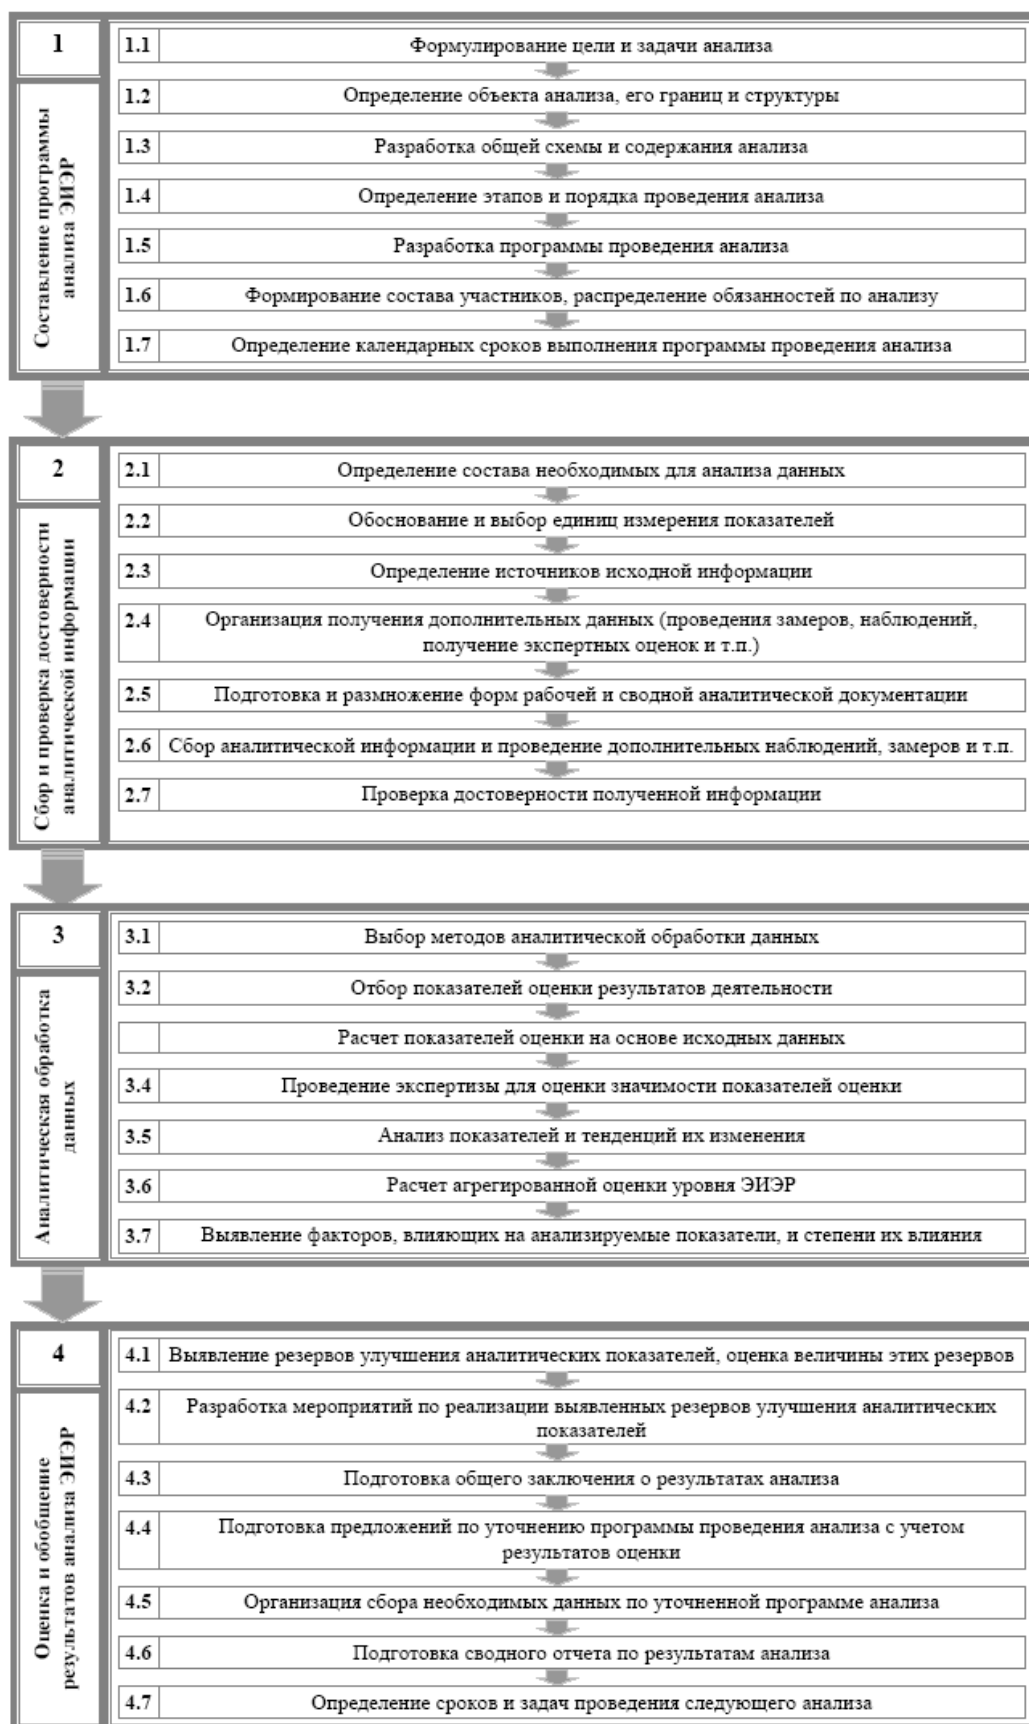 1
Составление программы
анализа ЭИЭР
1.1 Формулирование цели и задачи анализа
1.2 Определение объекта анализа, его границ и структуры
1.3 Разработка общей схемы и содержания анализа
1.4 Определение этапов и порядка проведения анализа
1.5 Разработка программы проведения анализа
1.6 Формирование состава участников, распределение обязанностей по анализу
1.7 Определение календарных сроков выполнения программы проведения анализа
2
Сбор и проверка достоверности
аналитической информации
2.1 Определение состава необходимых для анализа данных
2.2 Обоснование и выбор единиц измерения показателей
2.3 Определение источников исходной информации
2.4 Организация получения дополнительных данных (проведения замеров, наблюдений,
получение экспертных оценок и т.п.)
2.5 Подготовка и размножение форм рабочей и сводной аналитической документации
2.6 Сбор аналитической информации и проведение дополнительных наблюдений, замеров и т.п.
2.7 Проверка достоверности полученной информации
3
Аналитическая обработка
данных
3.1 Выбор методов аналитической обработки данных
3.2 Отбор показателей оценки результатов деятельности
Расчет показателей оценки на основе исходных данных
3.4 Проведение экспертизы для оценки значимости показателей оценки
3.5 Анализ показателей и тенденций их изменения
3.6 Расчет агрегированной оценки уровня ЭИЭР
3.7 Выявление факторов, влияющих на анализируемые показатели, и степени их влияния
4
Оценка и обобщение
результатов анализа ЭИЭР
4.1 Выявление резервов улучшения аналитических показателей, оценка величины этих резервов
4.2 Разработка мероприятий по реализации выявленных резервов улучшения аналитических
показателей
4.3 Подготовка общего заключения о результатах анализа
4.4 Подготовка предложений по уточнению программы проведения анализа с учетом
результатов оценки
4.5 Организация сбора необходимых данных по уточненной программе анализа
4.6 Подготовка сводного отчета по результатам анализа
4.7 Определение сроков и задач проведения следующего анализа